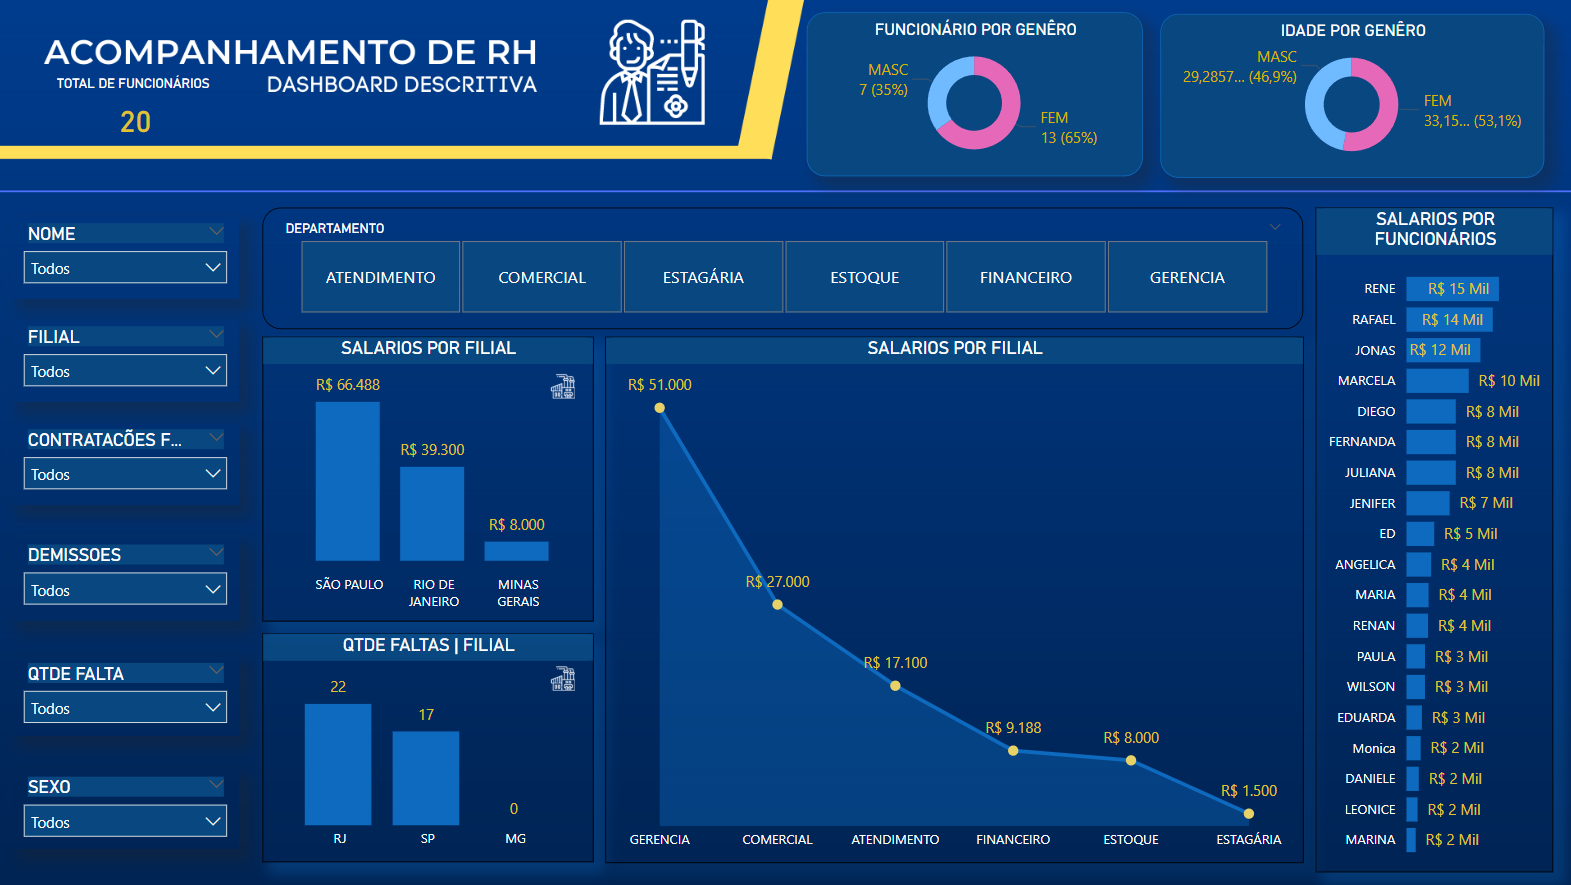 ACOMPANHAMENTO DE RH
TOTAL DE FUNCIONÁRIOS
DASHBOARD DESCRITIVA
20
FUNCIONÁRIO POR GENÊRO
MASC
7 (35%)
FEM
13 (65%)
IDADE POR GENÊRO
MASC
29,2857... (46,9%)
FEM
33,15... (53,1%)
NOME
Todos
FILIAL
Todos
CONTRATACÕES F...
Todos
DEMISSOES
Todos
QTDE FALTA
Todos
SEXO
Todos
DEPARTAMENTO
ATENDIMENTO
COMERCIAL
ESTAGÁRIA
ESTOQUE
FINANCEIRO
GERENCIA
SALARIOS POR FILIAL
R$ 66.488
R$ 39.300
R$ 8.000
SÃO PAULO
RIO DE
JANEIRO
MINAS
GERAIS
QTDE FALTAS | FILIAL
22
17
0
RJ
SP
MG
SALARIOS POR FILIAL
R$ 51.000
R$ 27.000
R$ 17.100
R$ 9.188
R$ 8.000
R$ 1.500
GERENCIA
COMERCIAL
ATENDIMENTO
FINANCEIRO
ESTOQUE
ESTAGÁRIA
SALARIOS POR
FUNCIONÁRIOS
RENE R$ 15 Mil
RAFAEL R$ 14 Mil
JONAS R$ 12 Mil
MARCELA R$ 10 Mil
DIEGO R$ 8 Mil
FERNANDA R$ 8 Mil
JULIANA R$ 8 Mil
JENIFER R$ 7 Mil
ED R$ 5 Mil
ANGELICA R$ 4 Mil
MARIA R$ 4 Mil
RENAN R$ 4 Mil
PAULA R$ 3 Mil
WILSON R$ 3 Mil
EDUARDA R$ 3 Mil
Monica R$ 2 Mil
DANIELE R$ 2 Mil
LEONICE R$ 2 Mil
MARINA R$ 2 Mil